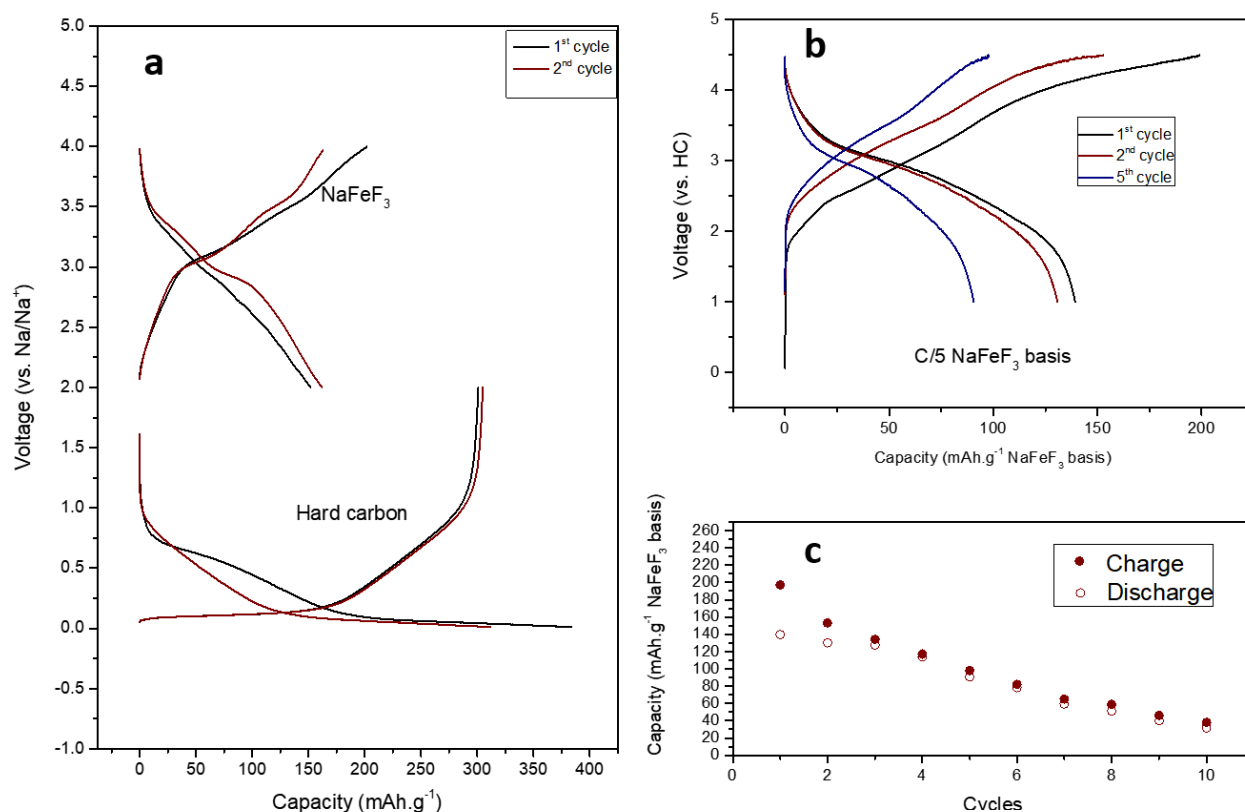 a
1st cycle
2nd cycle
NaFeF3
Hard carbon
Voltage (vs. Na/Na+)
5.0
4.5
4.0
3.5
3.0
2.5
2.0
1.5
1.0
0.5
0.0
-0.5
-1.0
0 50 100 150 200 250 300 350 400
Capacity (mAh.g-1)
b
1st cycle
2nd cycle
5th cycle
C/5 NaFeF3 basis
Voltage (vs. HC)
5
4
3
2
1
0
0 50 100 150 200
Capacity (mAh.g-1 NaFeF3 basis)
c
Charge
Discharge
Capacity (mAh.g-1 NaFeF3 basis)
260
240
220
200
180
160
140
120
100
80
60
40
20
0
0 2 4 6 8 10
Cycles